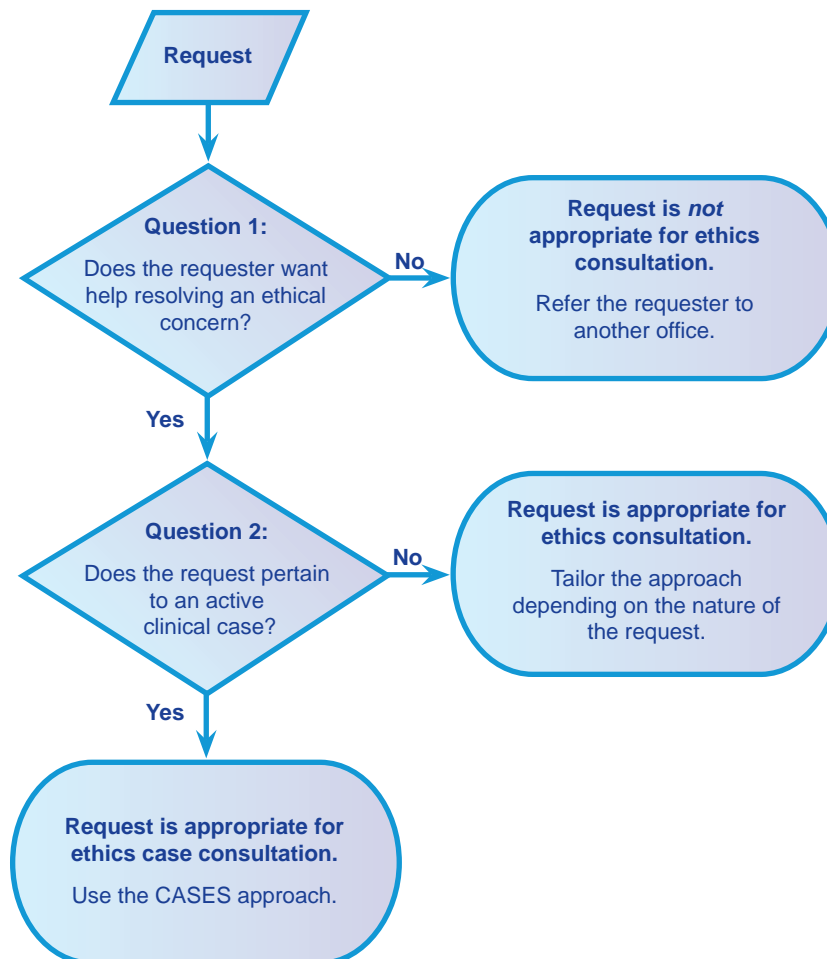 Request
Question 1:
Does the requester want
help resolving an ethical
concern?
No
Request is not
appropriate for ethics
consultation.
Refer the requester to
another office.
Yes
Question 2:
Does the request pertain
to an active
clinical case?
No
Request is appropriate for
ethics consultation.
Tailor the approach
depending on the nature of
the request.
Yes
Request is appropriate for
ethics case consultation.
Use the CASES approach.